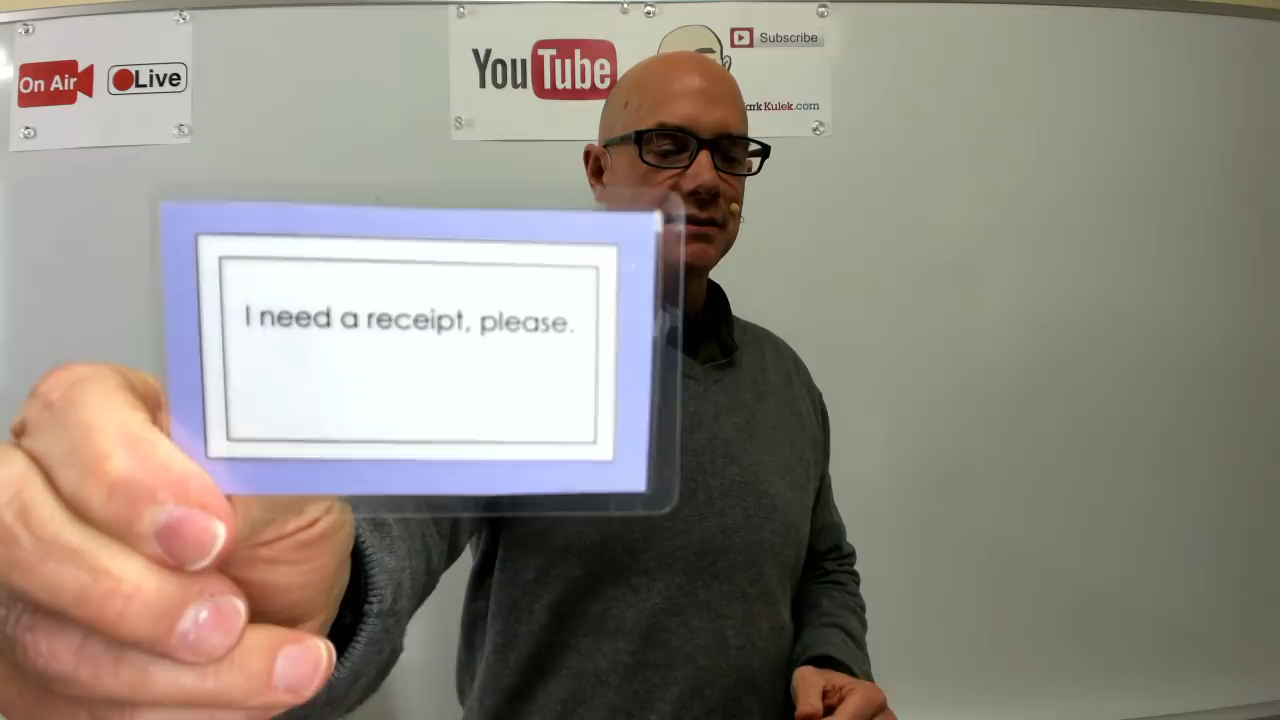 On Air
Live
YouTube
Subscribe
arkKulek.com
I need a receipt, please.